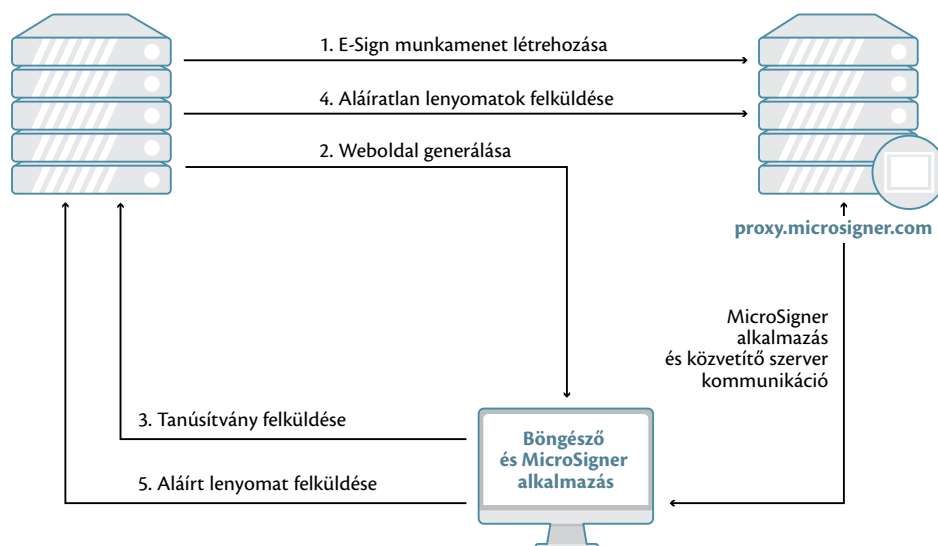 1. E-Sign munkamenet létrehozása
4. Aláíratlan lenyomatok felküldése
2. Weboldal generálása
proxy.microsigner.com
MicroSigner
alkalmazás
és közvetítő szerver
kommunikáció
3. Tanúsítvány felküldése
Böngésző
és MicroSigner
alkalmazás
5. Aláírt lenyomat felküldése